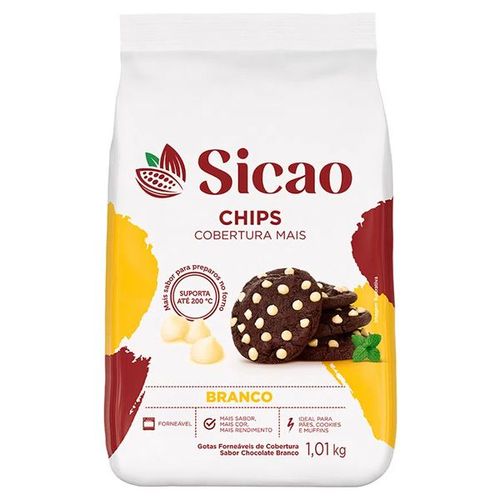 Sicao
CHIPS
COBERTURA MAIS
Mais sabor para preparos no forno
SUPORTA
ATÉ 200 °C
BRANCO
FORNEÁVEL
MAIS SABOR,
MAIS COR,
MAIS RENDIMENTO
IDEAL PARA
PÃES, COOKIES
E MUFFINS
Gotas Forneáveis de Cobertura
Sabor Chocolate Branco
1,01 kg